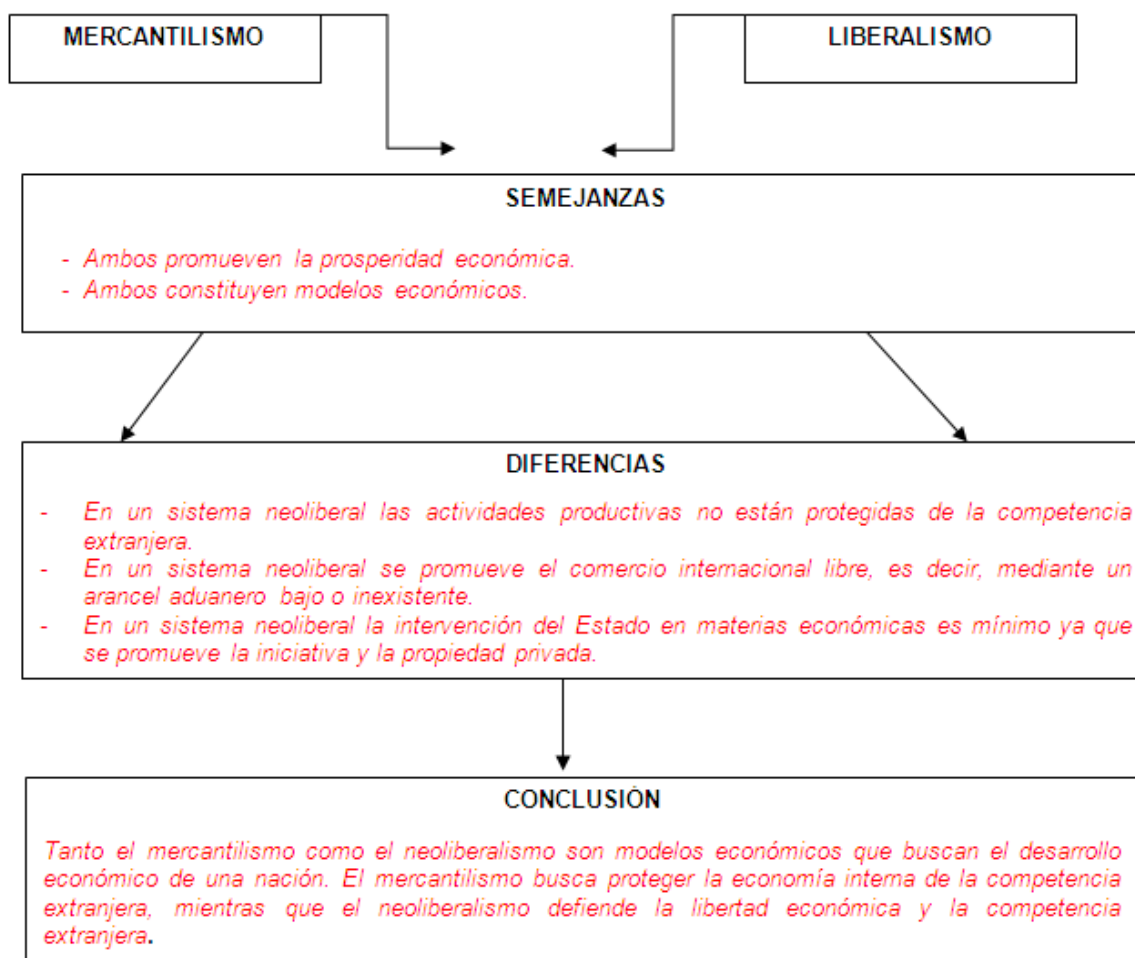 MERCANTILISMO
LIBERALISMO
SEMEJANZAS
- Ambos promueven la prosperidad económica.
- Ambos constituyen modelos económicos.
DIFERENCIAS
- En un sistema neoliberal las actividades productivas no están protegidas de la competencia
extranjera.
- En un sistema neoliberal se promueve el comercio internacional libre, es decir, mediante un
arancel aduanero bajo o inexistente.
- En un sistema neoliberal la intervención del Estado en materias económicas es mínimo ya que
se promueve la iniciativa y la propiedad privada.
CONCLUSIÓN
Tanto el mercantilismo como el neoliberalismo son modelos económicos que buscan el desarrollo
económico de una nación. El mercantilismo busca proteger la economía interna de la competencia
extranjera, mientras que el neoliberalismo defiende la libertad económica y la competencia
extranjera.